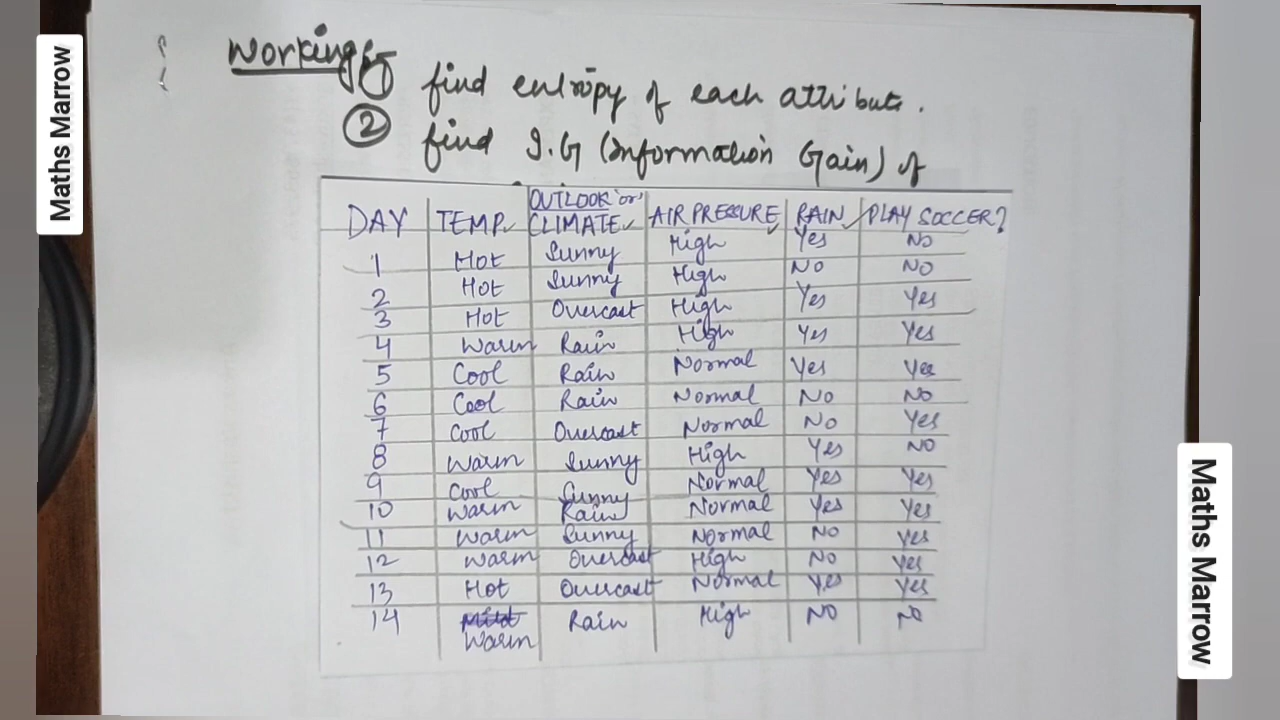 Maths Marrow
Working :- ① find entropy of each attribute.
② find I.G (Information Gain) of
DAY TEMP. OUTLOOK 'or' CLIMATE AIR PRESSURE RAIN PLAY SOCCER?
1 Hot Sunny High Yes No
2 Hot Sunny High No No
3 Hot Overcast High Yes Yes
4 Warm Rain High Yes Yes
5 Cool Rain Normal Yes Yes
6 Cool Rain Normal No No
7 Cool Overcast Normal No Yes
8 Warm Sunny High Yes No
9 Cool Sunny Normal Yes Yes
10 Warm Rain Normal Yes Yes
11 Warm Sunny Normal No Yes
12 Warm Overcast High No Yes
13 Hot Overcast Normal Yes Yes
14 Warm Rain High No No
Maths Marrow